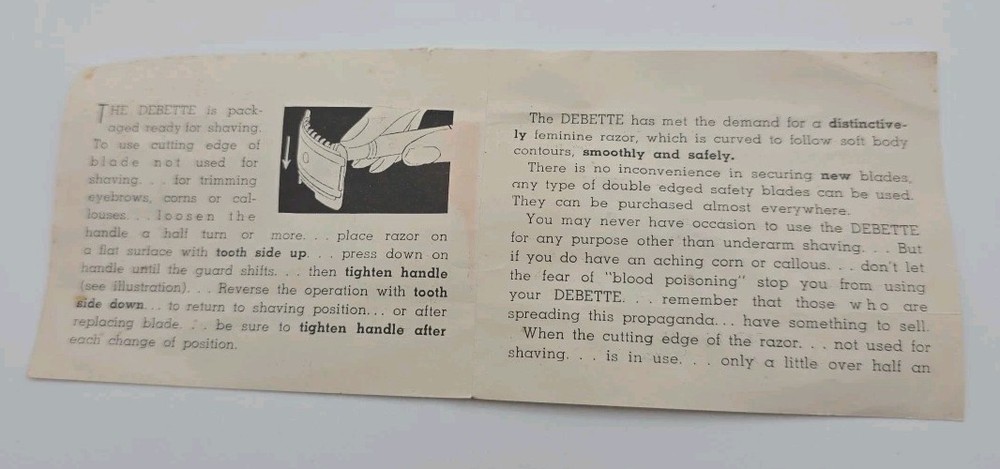 THE DEBETTE is pack-
aged ready for shaving.
To use cutting edge of
blade not used for
shaving. . . for trimming
eyebrows, corns or cal-
louses. . . loosen the
handle a half turn or more. . . place razor on
a flat surface with tooth side up. . . press down on
handle until the guard shifts. . . then tighten handle
(see illustration). . . Reverse the operation with tooth
side down. . . to return to shaving position. . . or after
replacing blade. . . be sure to tighten handle after
each change of position.
The DEBETTE has met the demand for a distinctive-
ly feminine razor, which is curved to follow soft body
contours, smoothly and safely.
There is no inconvenience in securing new blades,
any type of double edged safety blades can be used.
They can be purchased almost everywhere.
You may never have occasion to use the DEBETTE
for any purpose other than underarm shaving. . . But
if you do have an aching corn or callous. . . don't let
the fear of "blood poisoning" stop you from using
your DEBETTE. . . remember that those who are
spreading this propaganda. . . have something to sell.
When the cutting edge of the razor. . . not used for
shaving. . . is in use. . . only a little over half an